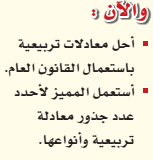 والآن :
▪ أحل معادلات تربيعية
باستعمال القانون العام.
▪ أستعمل المميز لأحدد
عدد جذور معادلة
تربيعية وأنواعها.